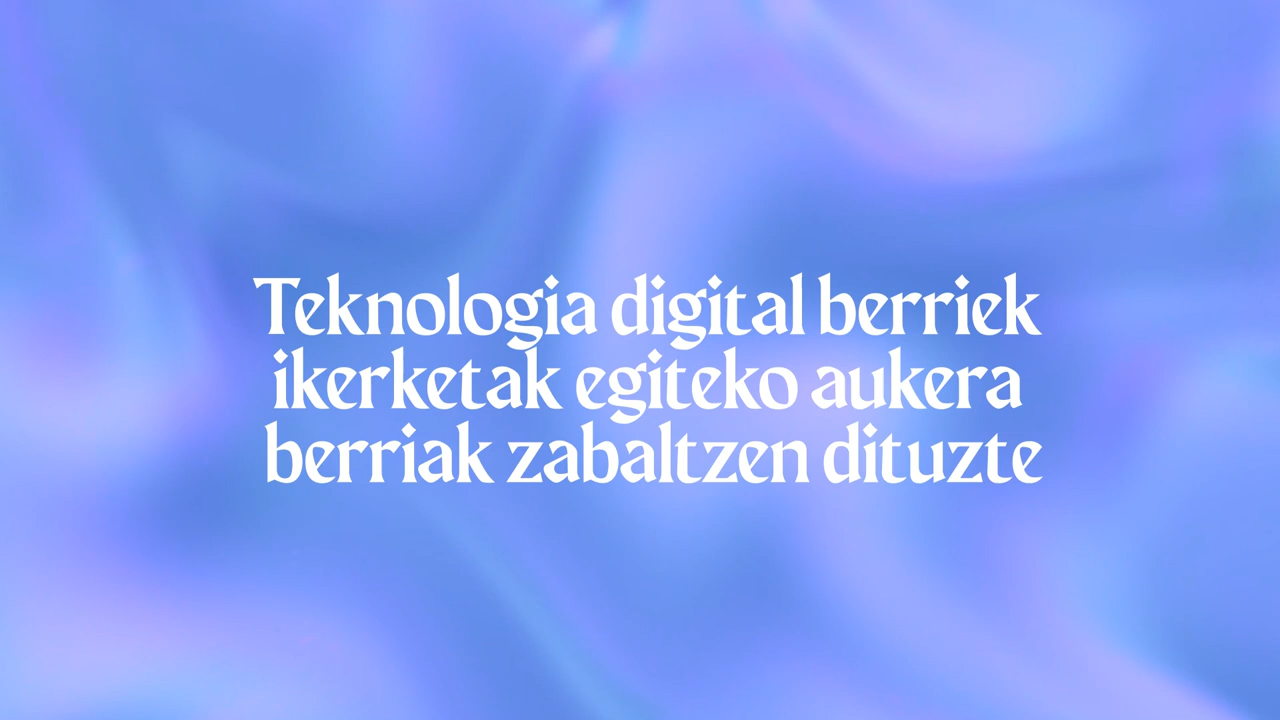 Teknologia digital berriek
ikerketak egiteko aukera
berriak zabaltzen dituzte